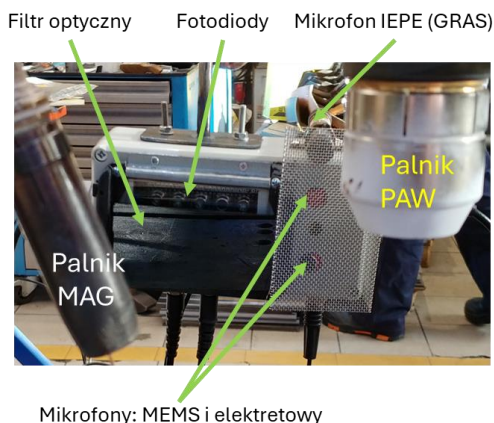 Filtr optyczny
Fotodiody
Mikrofon IEPE (GRAS)
Palnik
PAW
Palnik
MAG
Mikrofony: MEMS i elektretowy